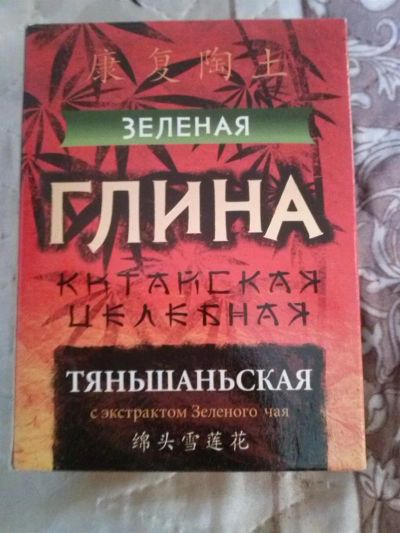 康复陶土
ЗЕЛЕНАЯ
ГЛИНА
КИТАЙСКАЯ
ЦЕЛЕБНАЯ
ТЯНЬШАНЬСКАЯ
с экстрактом Зеленого чая
绵头雪莲花